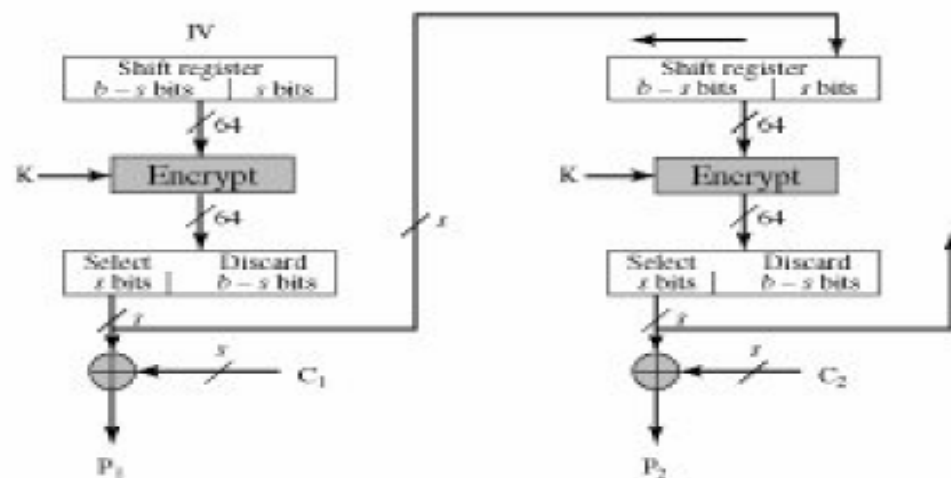 IV
Shift register
b – s bits | s bits
64
K
Encrypt
64
Select Discard
s bits | b – s bits
s
s
C1
P1
s
Shift register
b – s bits | s bits
64
K
Encrypt
64
Select Discard
s bits | b – s bits
s
s
C2
P2